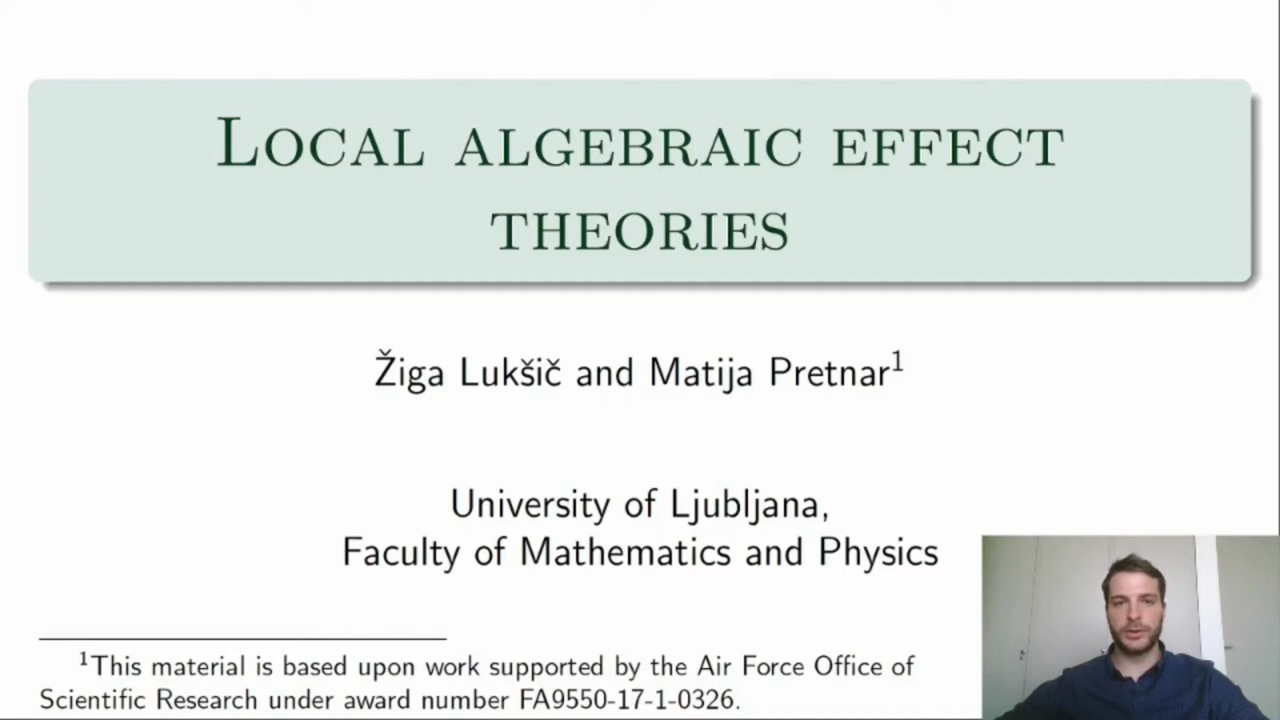 Local algebraic effect
theories
Žiga Lukšič and Matija Pretnar¹
University of Ljubljana,
Faculty of Mathematics and Physics
¹This material is based upon work supported by the Air Force Office of
Scientific Research under award number FA9550-17-1-0326.